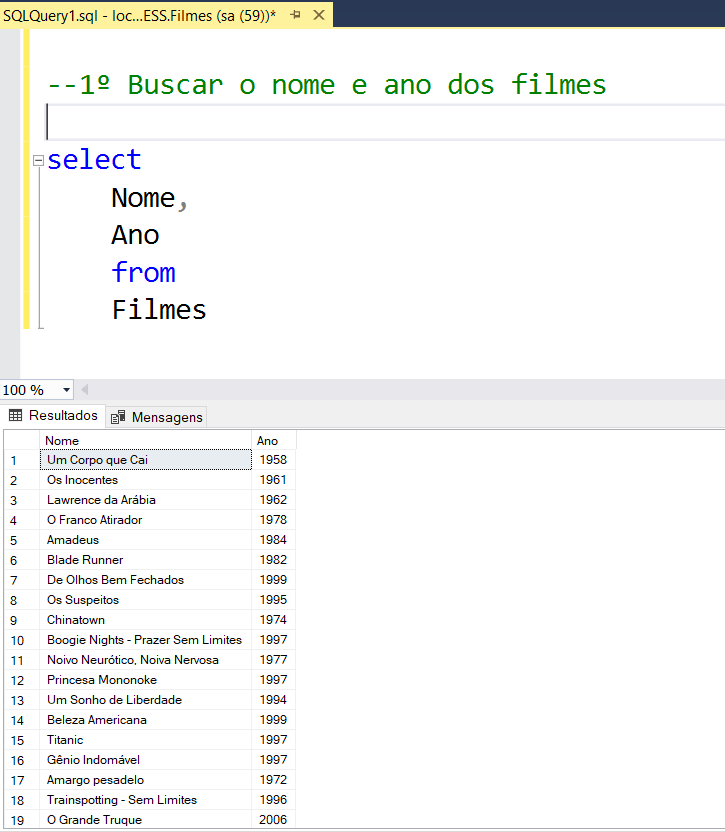 SQLQuery1.sql - loc...ESS.Filmes (sa (59))*
--1º Buscar o nome e ano dos filmes
select
Nome,
Ano
from
Filmes
100 %
Resultados Mensagens
Nome Ano
1 Um Corpo que Cai 1958
2 Os Inocentes 1961
3 Lawrence da Arábia 1962
4 O Franco Atirador 1978
5 Amadeus 1984
6 Blade Runner 1982
7 De Olhos Bem Fechados 1999
8 Os Suspeitos 1995
9 Chinatown 1974
10 Boogie Nights - Prazer Sem Limites 1997
11 Noivo Neurótico, Noiva Nervosa 1977
12 Princesa Mononoke 1997
13 Um Sonho de Liberdade 1994
14 Beleza Americana 1999
15 Titanic 1997
16 Gênio Indomável 1997
17 Amargo pesadelo 1972
18 Trainspotting - Sem Limites 1996
19 O Grande Truque 2006